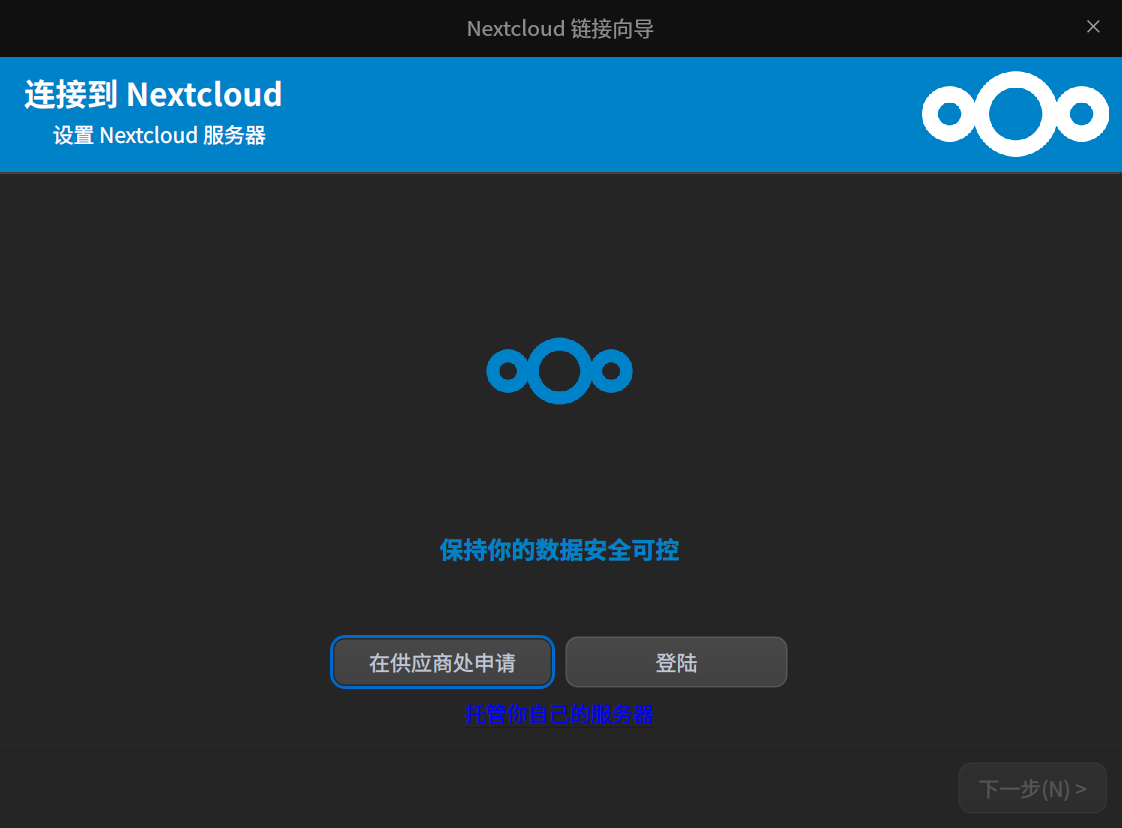 Nextcloud 链接向导
连接到 Nextcloud
设置 Nextcloud 服务器
保持你的数据安全可控
在供应商处申请
登陆
托管你自己的服务器
下一步(N) >